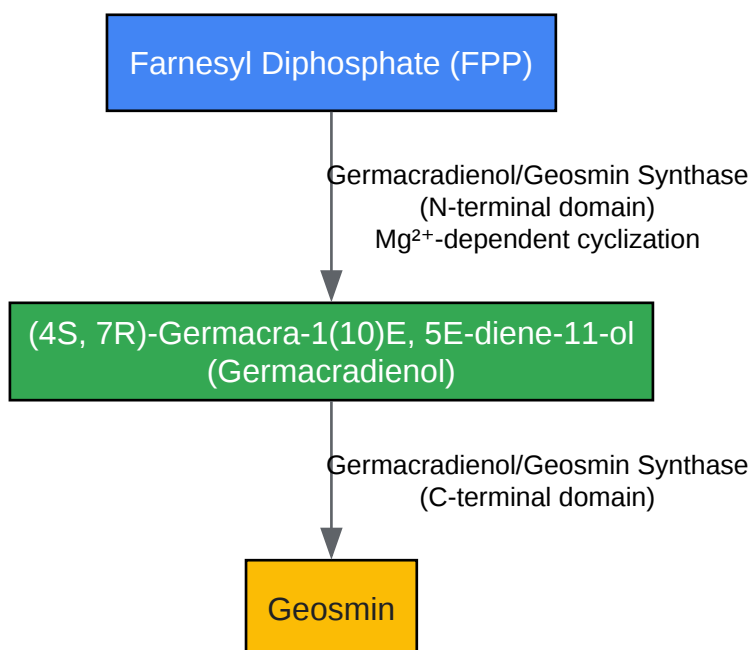 Farnesyl Diphosphate (FPP)
Germacradienol/Geosmin Synthase
(N-terminal domain)
Mg²⁺-dependent cyclization
(4S, 7R)-Germacra-1(10)E, 5E-diene-11-ol
(Germacradienol)
Germacradienol/Geosmin Synthase
(C-terminal domain)
Geosmin